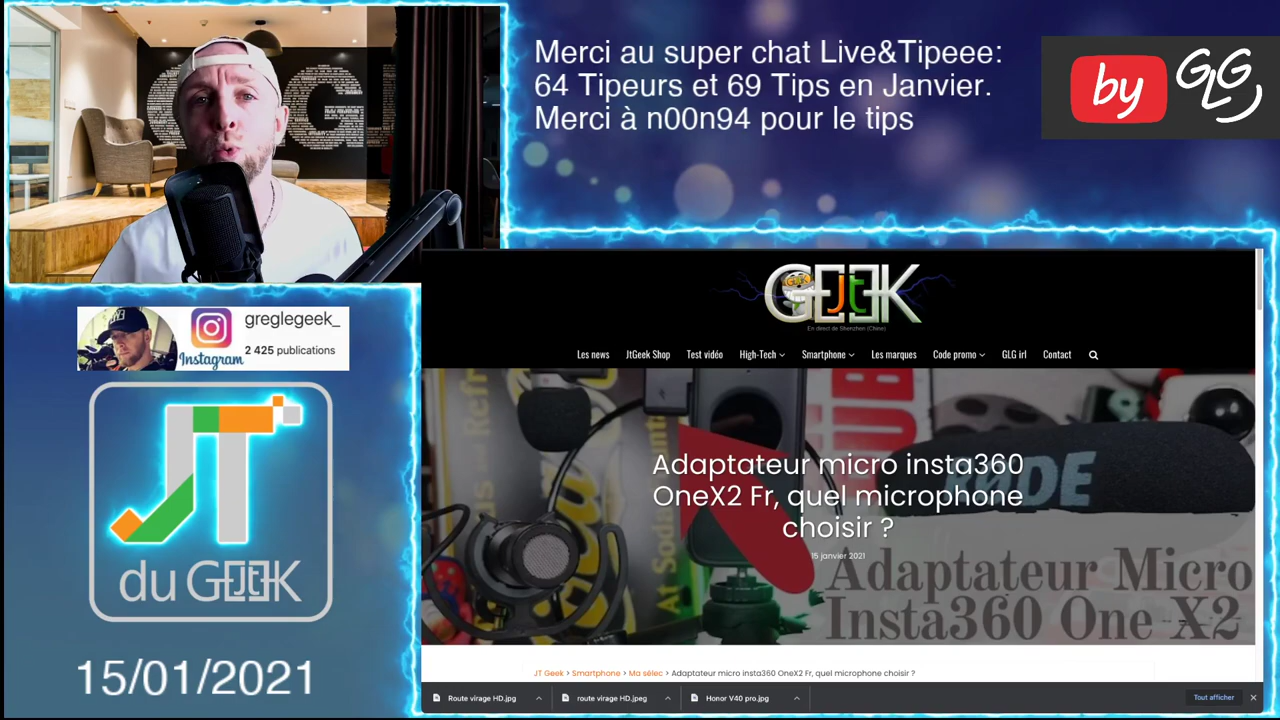 Merci au super chat Live&Tipeee:
64 Tipeurs et 69 Tips en Janvier.
Merci à n00n94 pour le tips
by GLG
greglegeek_
2 425 publications
Instagram
JT
du GEEK
15/01/2021
GEEK
jt
En direct de Shenzhen (Chine)
Les news JtGeek Shop Test vidéo High-Tech Smartphone Les marques Code promo GLG irl Contact
Adaptateur micro insta360
OneX2 Fr, quel microphone
choisir ?
15 janvier 2021
RØDE
Adaptateur Micro
Insta360 One X2
JT Geek > Smartphone > Ma sélec > Adaptateur micro insta360 OneX2 Fr, quel microphone choisir ?
Route virage HD.jpg route virage HD.jpeg Honor V40 pro.jpg Tout afficher